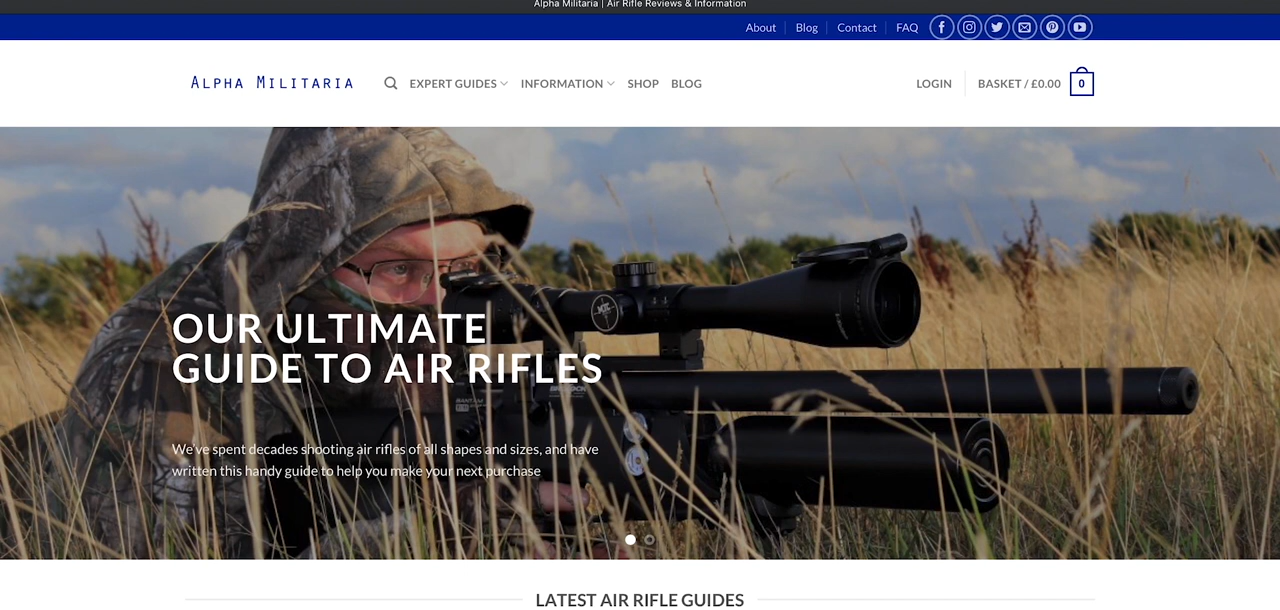 Alpha Militaria | Air Rifle Reviews & Information
About Blog Contact FAQ
ALPHA MILITARIA EXPERT GUIDES INFORMATION SHOP BLOG LOGIN BASKET / £0.00 0
OUR ULTIMATE
GUIDE TO AIR RIFLES
BANTAM
We've spent decades shooting air rifles of all shapes and sizes, and have
written this handy guide to help you make your next purchase
LATEST AIR RIFLE GUIDES